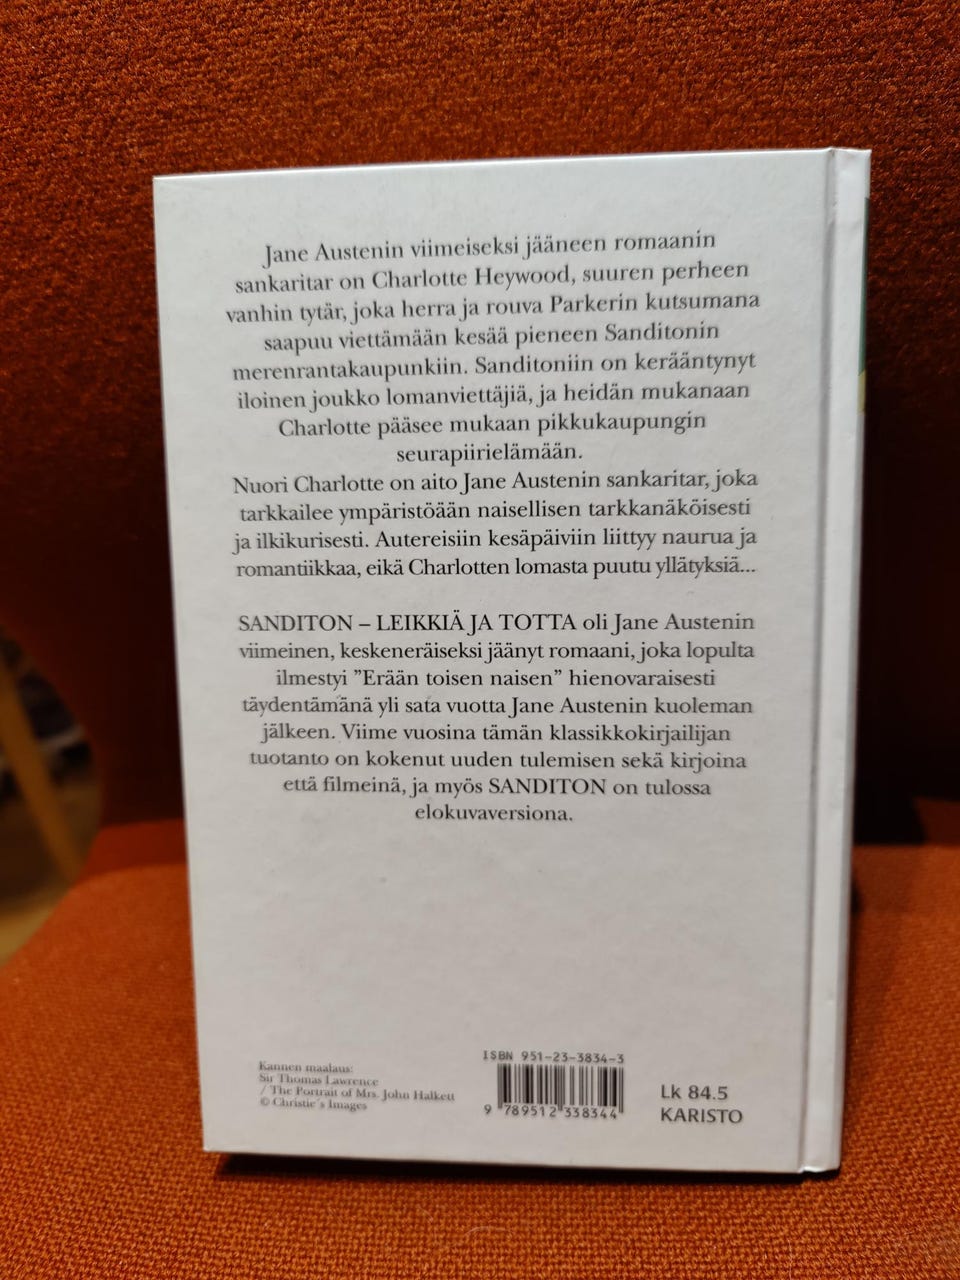 Jane Austenin viimeiseksi jääneen romaanin
sankaritar on Charlotte Heywood, suuren perheen
vanhin tytär, joka herra ja rouva Parkerin kutsumana
saapuu viettämään kesää pieneen Sanditonin
merenrantakaupunkiin. Sanditoniin on kerääntynyt
iloinen joukko lomanviettäjiä, ja heidän mukanaan
Charlotte pääsee mukaan pikkukaupungin
seurapiirielämään.
Nuori Charlotte on aito Jane Austenin sankaritar, joka
tarkkailee ympäristöään naisellisen tarkkanäköisesti
ja ilkikurisesti. Autereisiin kesäpäiviin liittyy naurua ja
romantiikkaa, eikä Charlotten lomasta puutu yllätyksiä...
SANDITON – LEIKKIÄ JA TOTTA oli Jane Austenin
viimeinen, keskeneräiseksi jäänyt romaani, joka lopulta
ilmestyi ”Erään toisen naisen” hienovaraisesti
täydentämänä yli sata vuotta Jane Austenin kuoleman
jälkeen. Viime vuosina tämän klassikkokirjailijan
tuotanto on kokenut uuden tulemisen sekä kirjoina
että filmeinä, ja myös SANDITON on tulossa
elokuvaversiona.
Kannen maalaus:
Sir Thomas Lawrence
/ The Portrait of Mrs. John Halkett
© Christie´s Images
ISBN 951-23-3834-3
9 789512 338344
Lk 84.5
KARISTO